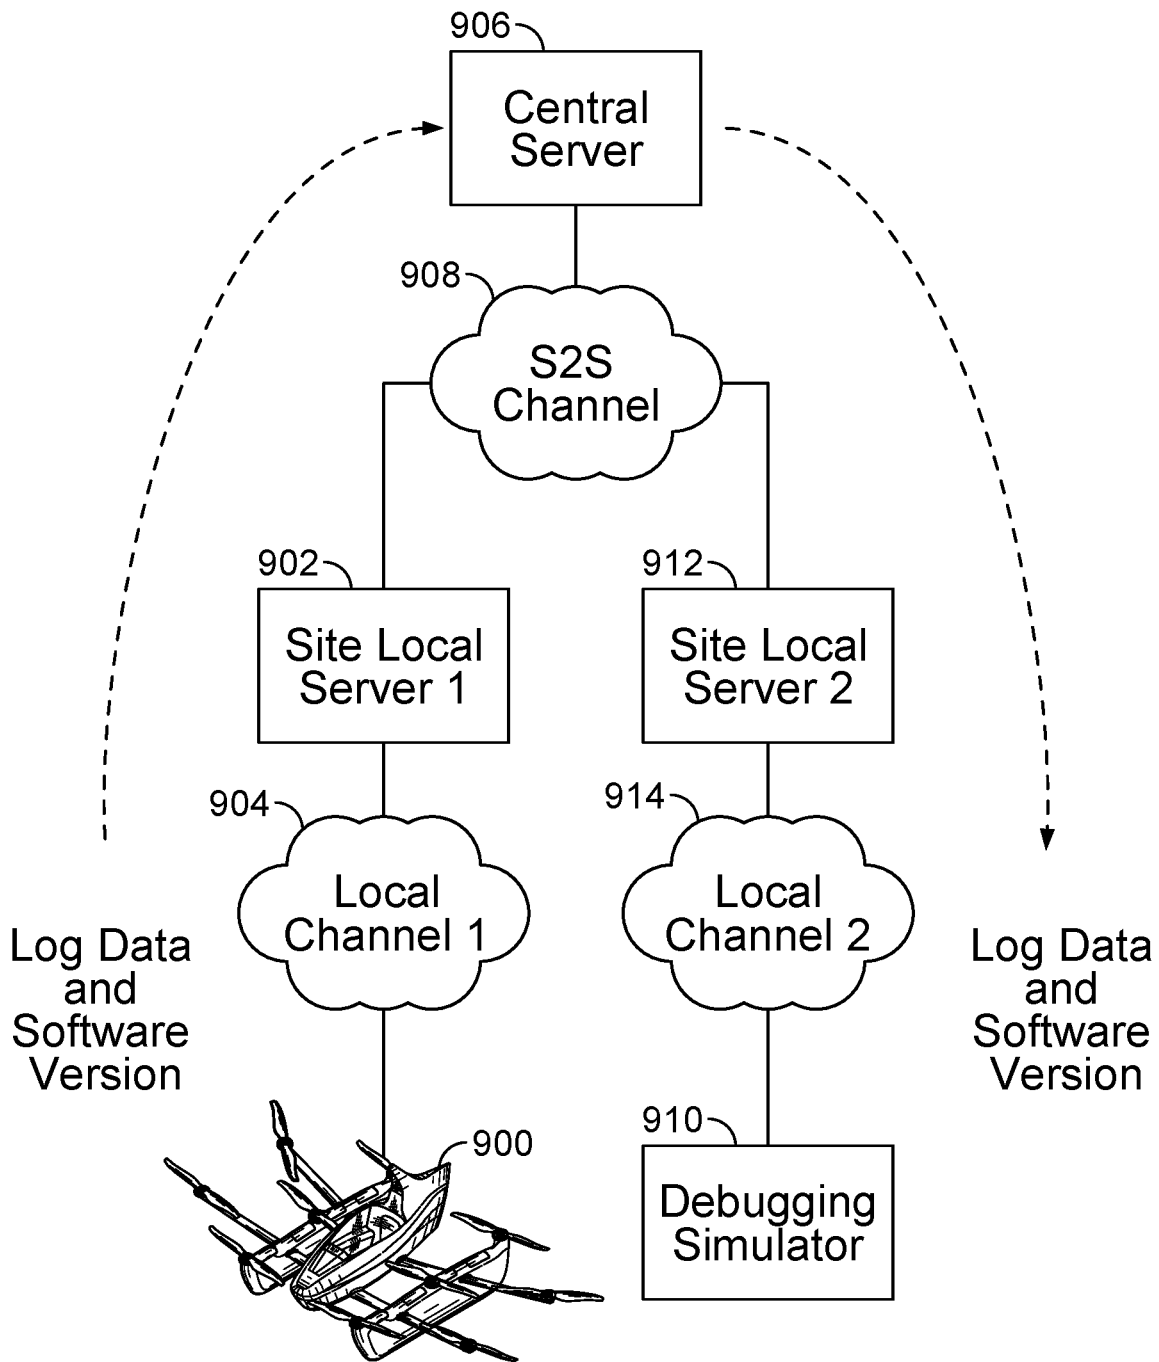 906
Central
Server
908
S2S
Channel
902
912
Site Local
Server 1
Site Local
Server 2
904
914
Local
Channel 1
Local
Channel 2
Log Data
and
Software
Version
Log Data
and
Software
Version
900
910
Debugging
Simulator